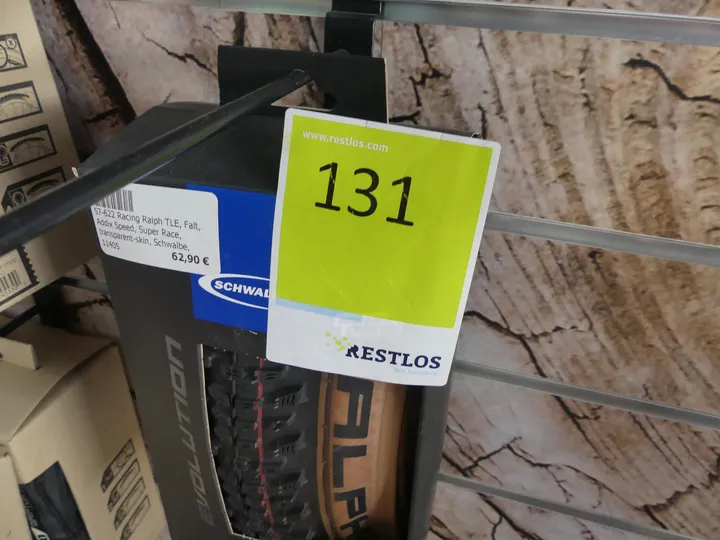 www.restlos.com
131
RESTLOS
57-622 Racing Ralph TLE, Falt,
Addix Speed, Super Race,
transparent-skin, Schwalbe,
11405
62,90 €
SCHWAL
EVOLUTION
ALPH